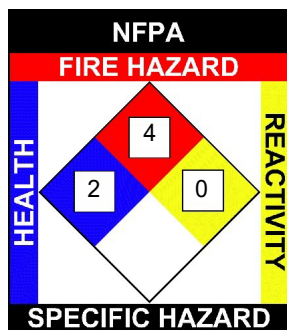 NFPA
FIRE HAZARD
HEALTH
4
2
0
REACTIVITY
SPECIFIC HAZARD